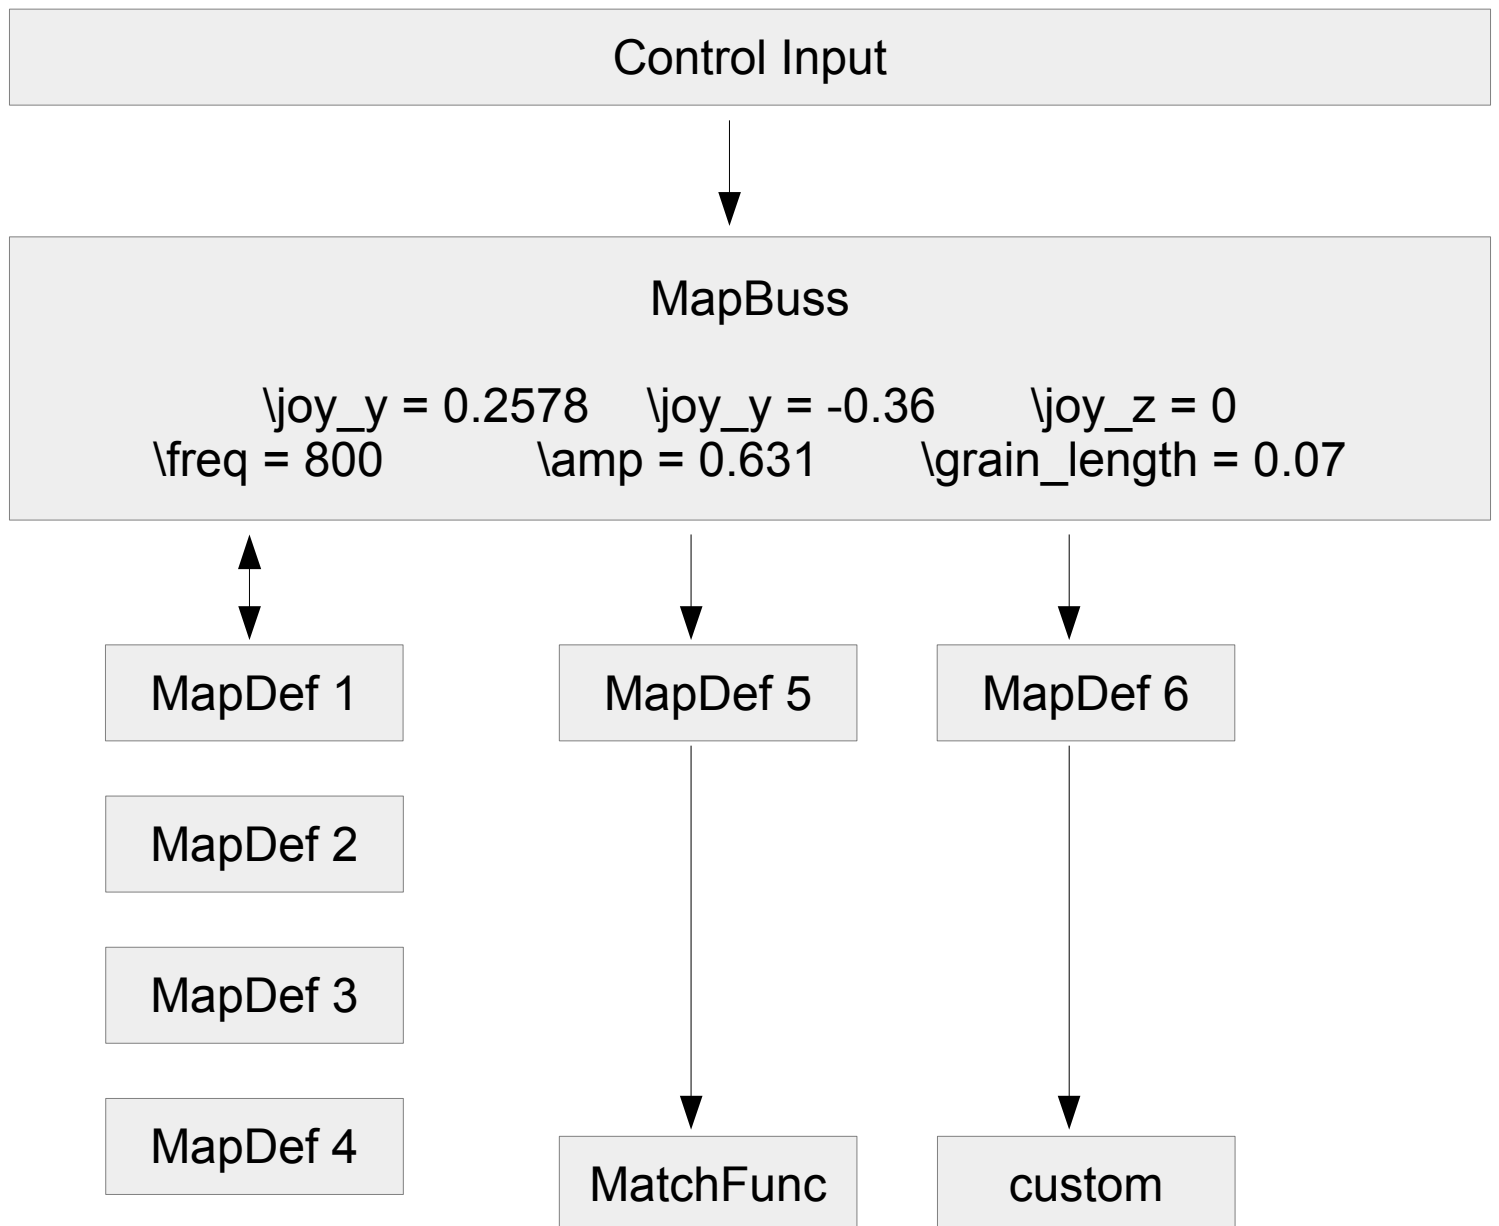 Control Input
MapBuss
\joy_y = 0.2578 \joy_y = -0.36 \joy_z = 0
\freq = 800 \amp = 0.631 \grain_length = 0.07
MapDef 1 MapDef 5 MapDef 6
MapDef 2
MapDef 3
MapDef 4
MatchFunc custom